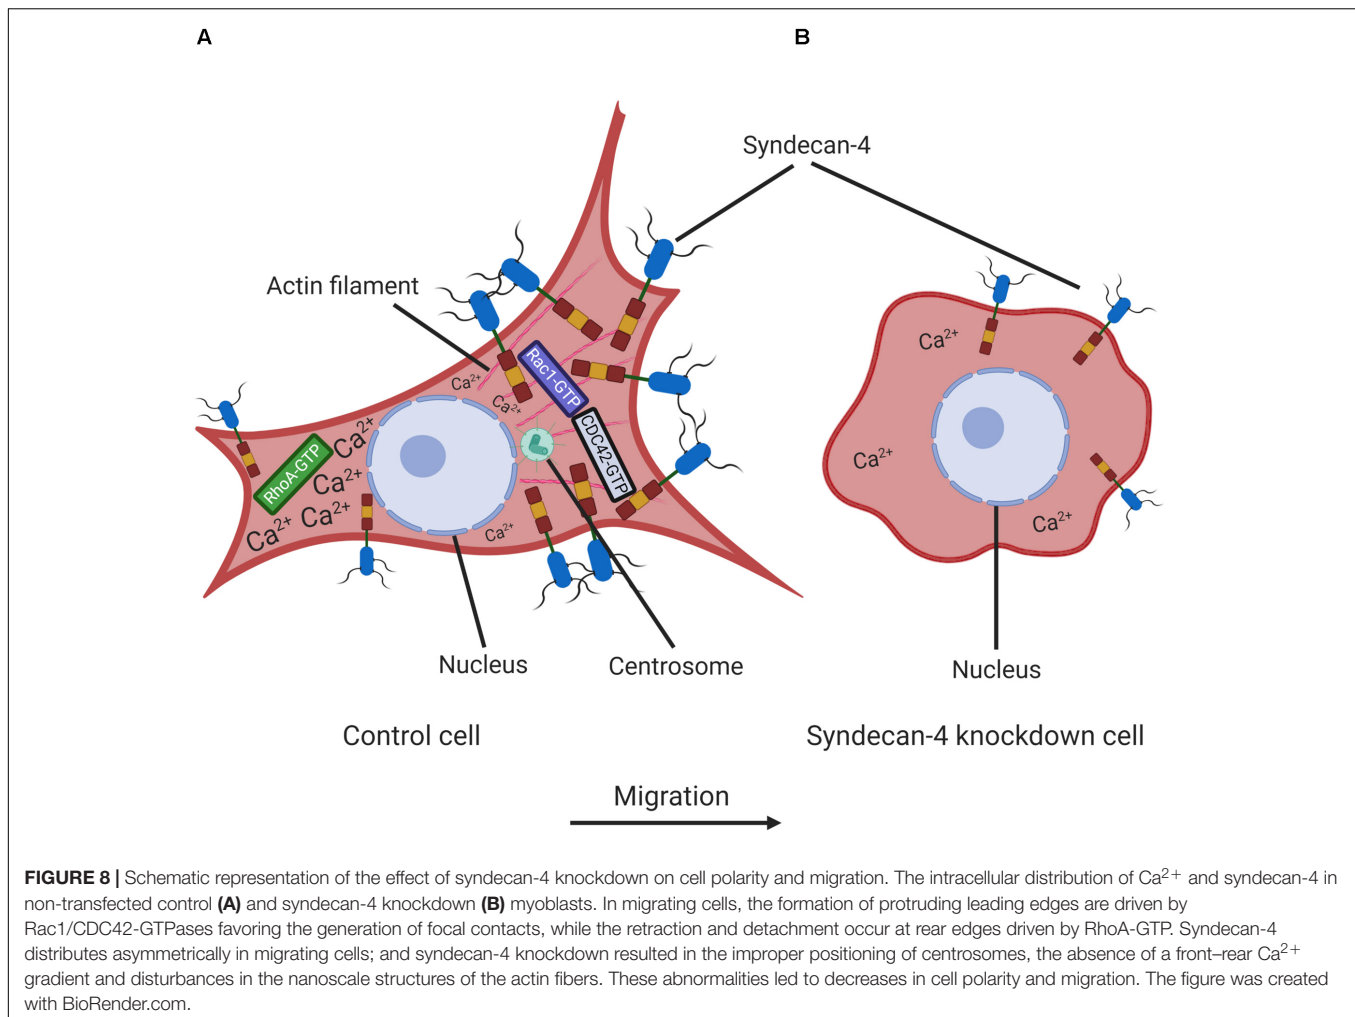 A
B
Syndecan-4
Actin filament
Rac1-GTP
CDC42-GTP
RhoA-GTP
Ca²⁺
Ca²⁺
Ca²⁺
Ca²⁺
Ca²⁺
Ca²⁺
Ca²⁺
Ca²⁺
Ca²⁺
Ca²⁺
Nucleus
Centrosome
Nucleus
Control cell
Syndecan-4 knockdown cell
Migration
FIGURE 8 | Schematic representation of the effect of syndecan-4 knockdown on cell polarity and migration. The intracellular distribution of Ca²⁺ and syndecan-4 in
non-transfected control (A) and syndecan-4 knockdown (B) myoblasts. In migrating cells, the formation of protruding leading edges are driven by
Rac1/CDC42-GTPases favoring the generation of focal contacts, while the retraction and detachment occur at rear edges driven by RhoA-GTP. Syndecan-4
distributes asymmetrically in migrating cells; and syndecan-4 knockdown resulted in the improper positioning of centrosomes, the absence of a front–rear Ca²⁺
gradient and disturbances in the nanoscale structures of the actin fibers. These abnormalities led to decreases in cell polarity and migration. The figure was created
with BioRender.com.